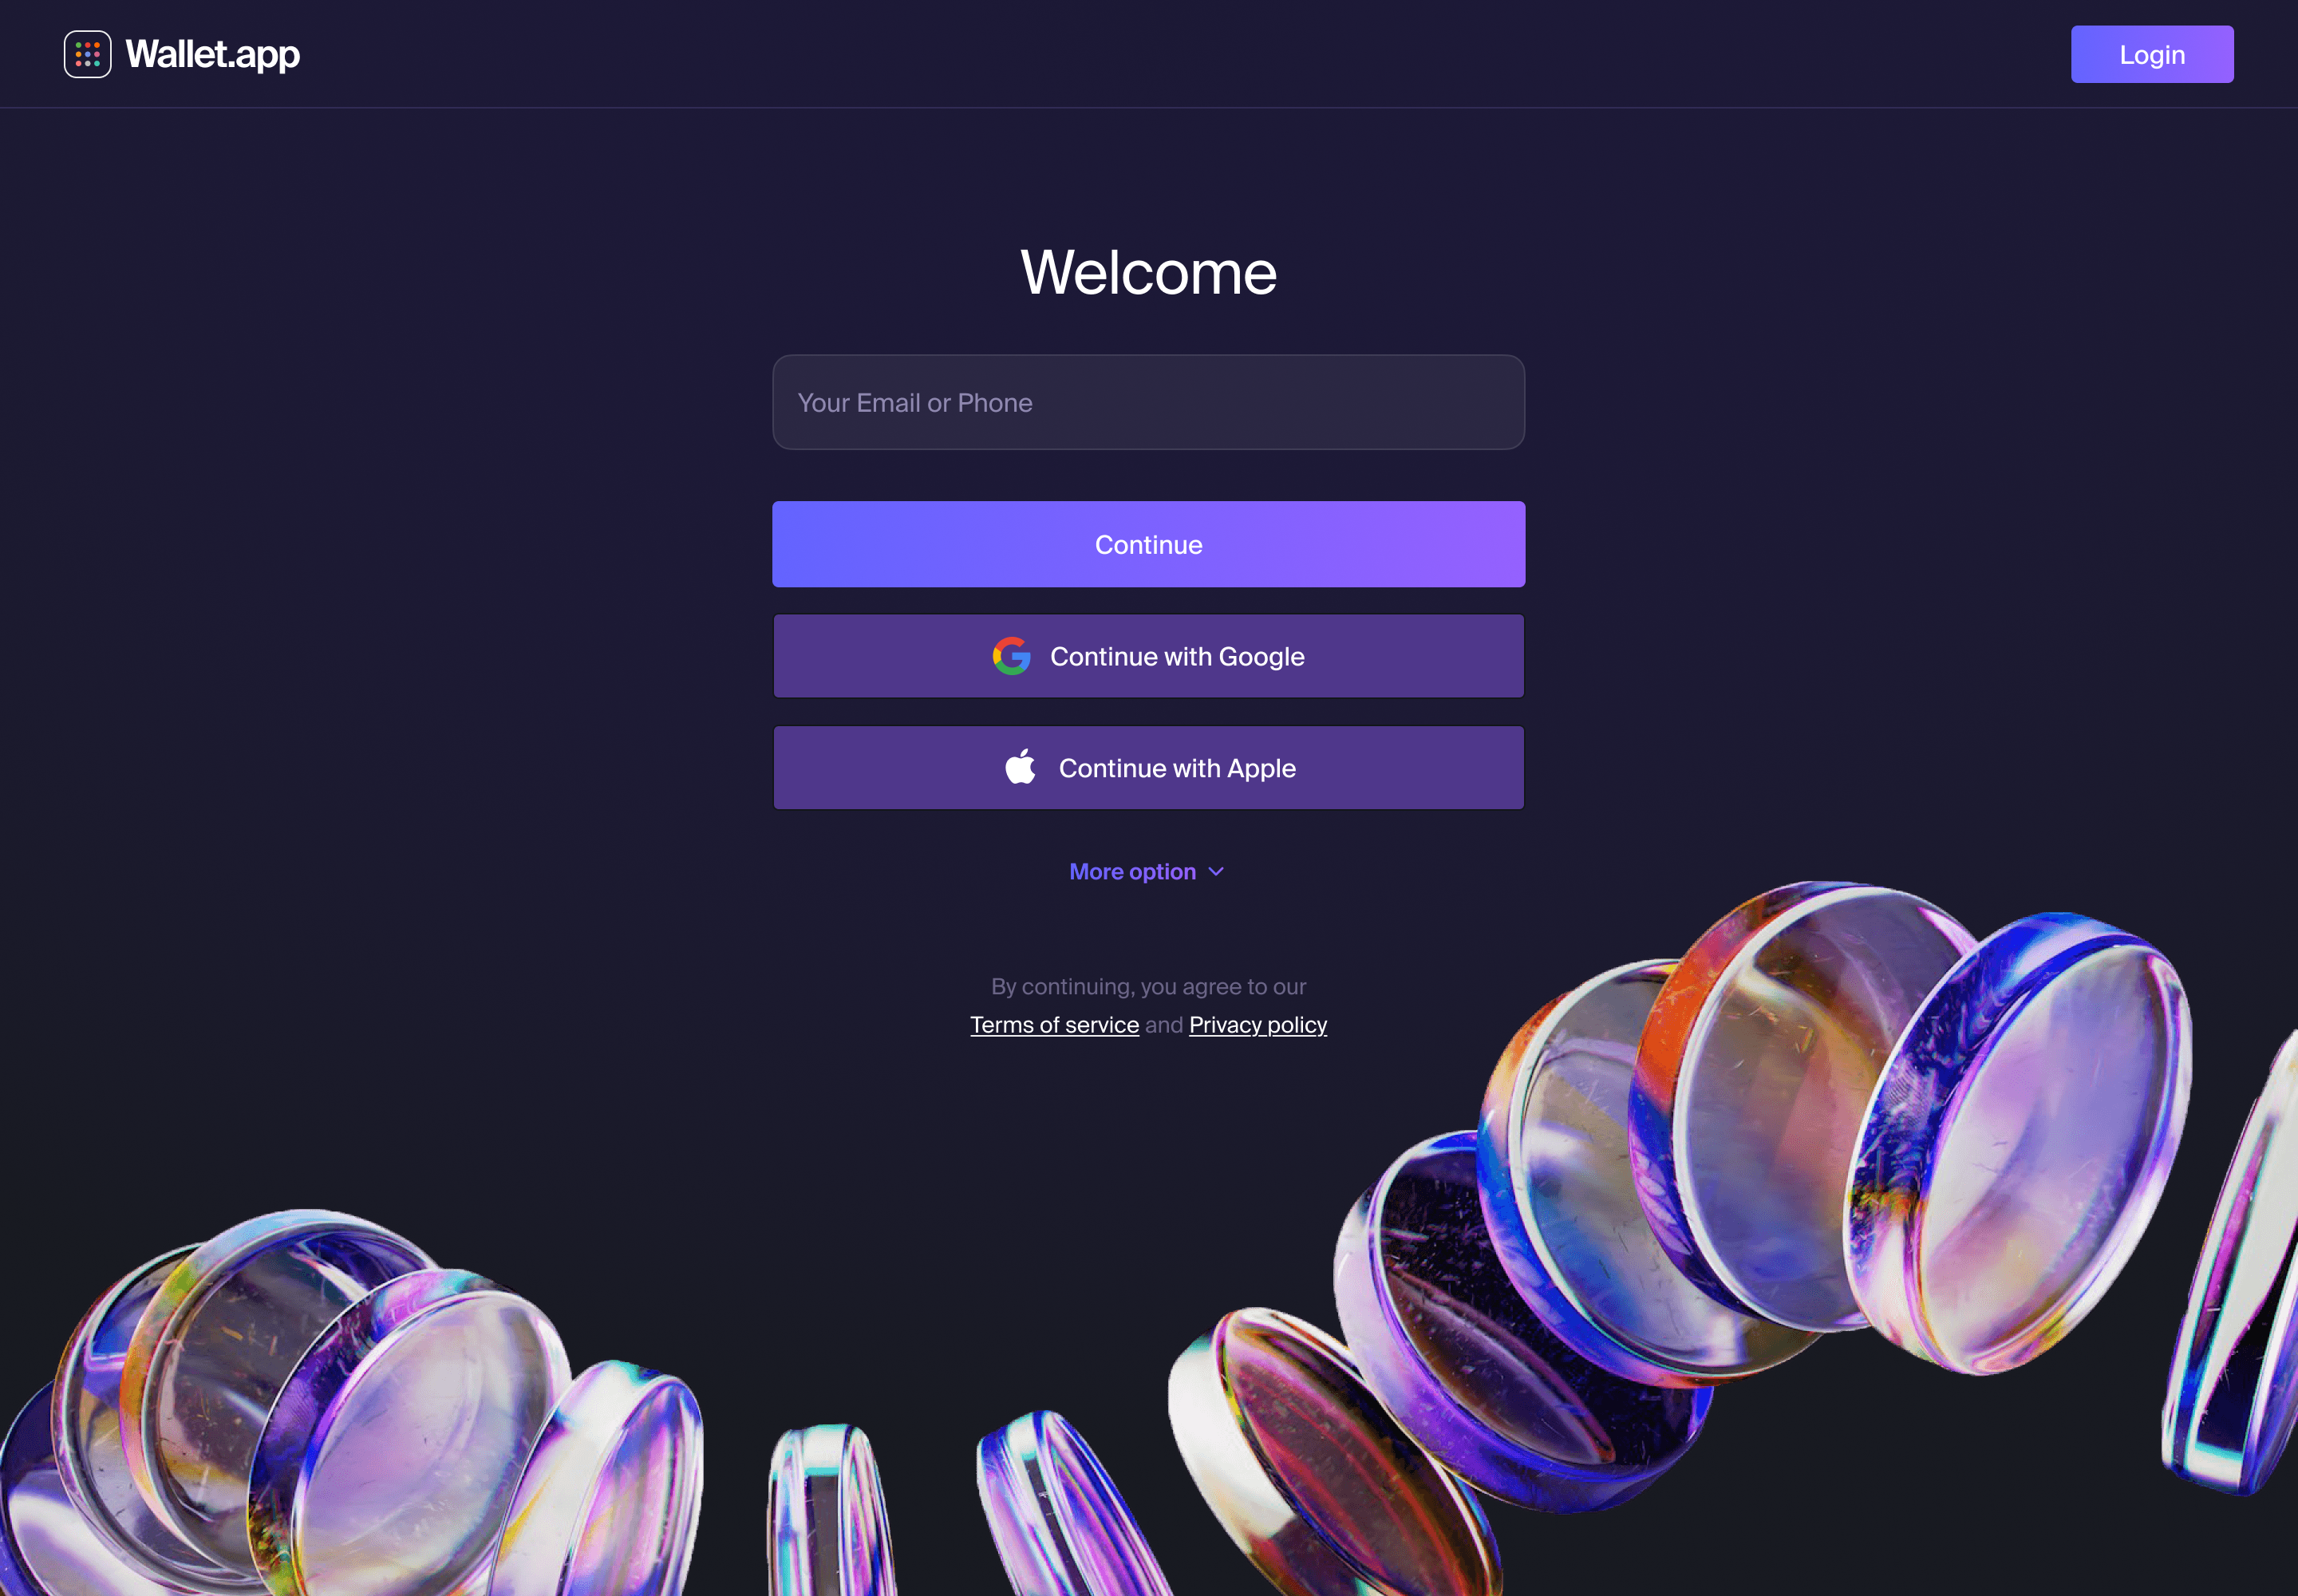 Wallet.app
Login
Welcome
Your Email or Phone
Continue
Continue with Google
Continue with Apple
More option
By continuing, you agree to our
Terms of service and Privacy policy